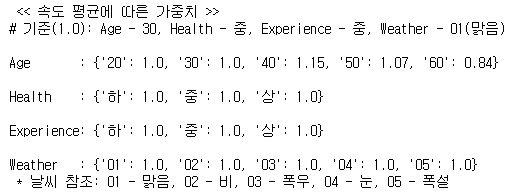 << 속도 평균에 따른 가중치 >>
# 기준(1.0): Age - 30, Health - 중, Experience - 중, Weather - 01(맑음)
Age : {'20': 1.0, '30': 1.0, '40': 1.15, '50': 1.07, '60': 0.84}
Health : {'하': 1.0, '중': 1.0, '상': 1.0}
Experience: {'하': 1.0, '중': 1.0, '상': 1.0}
Weather : {'01': 1.0, '02': 1.0, '03': 1.0, '04': 1.0, '05': 1.0}
* 날씨 참조: 01 - 맑음, 02 - 비, 03 - 폭우, 04 - 눈, 05 - 폭설